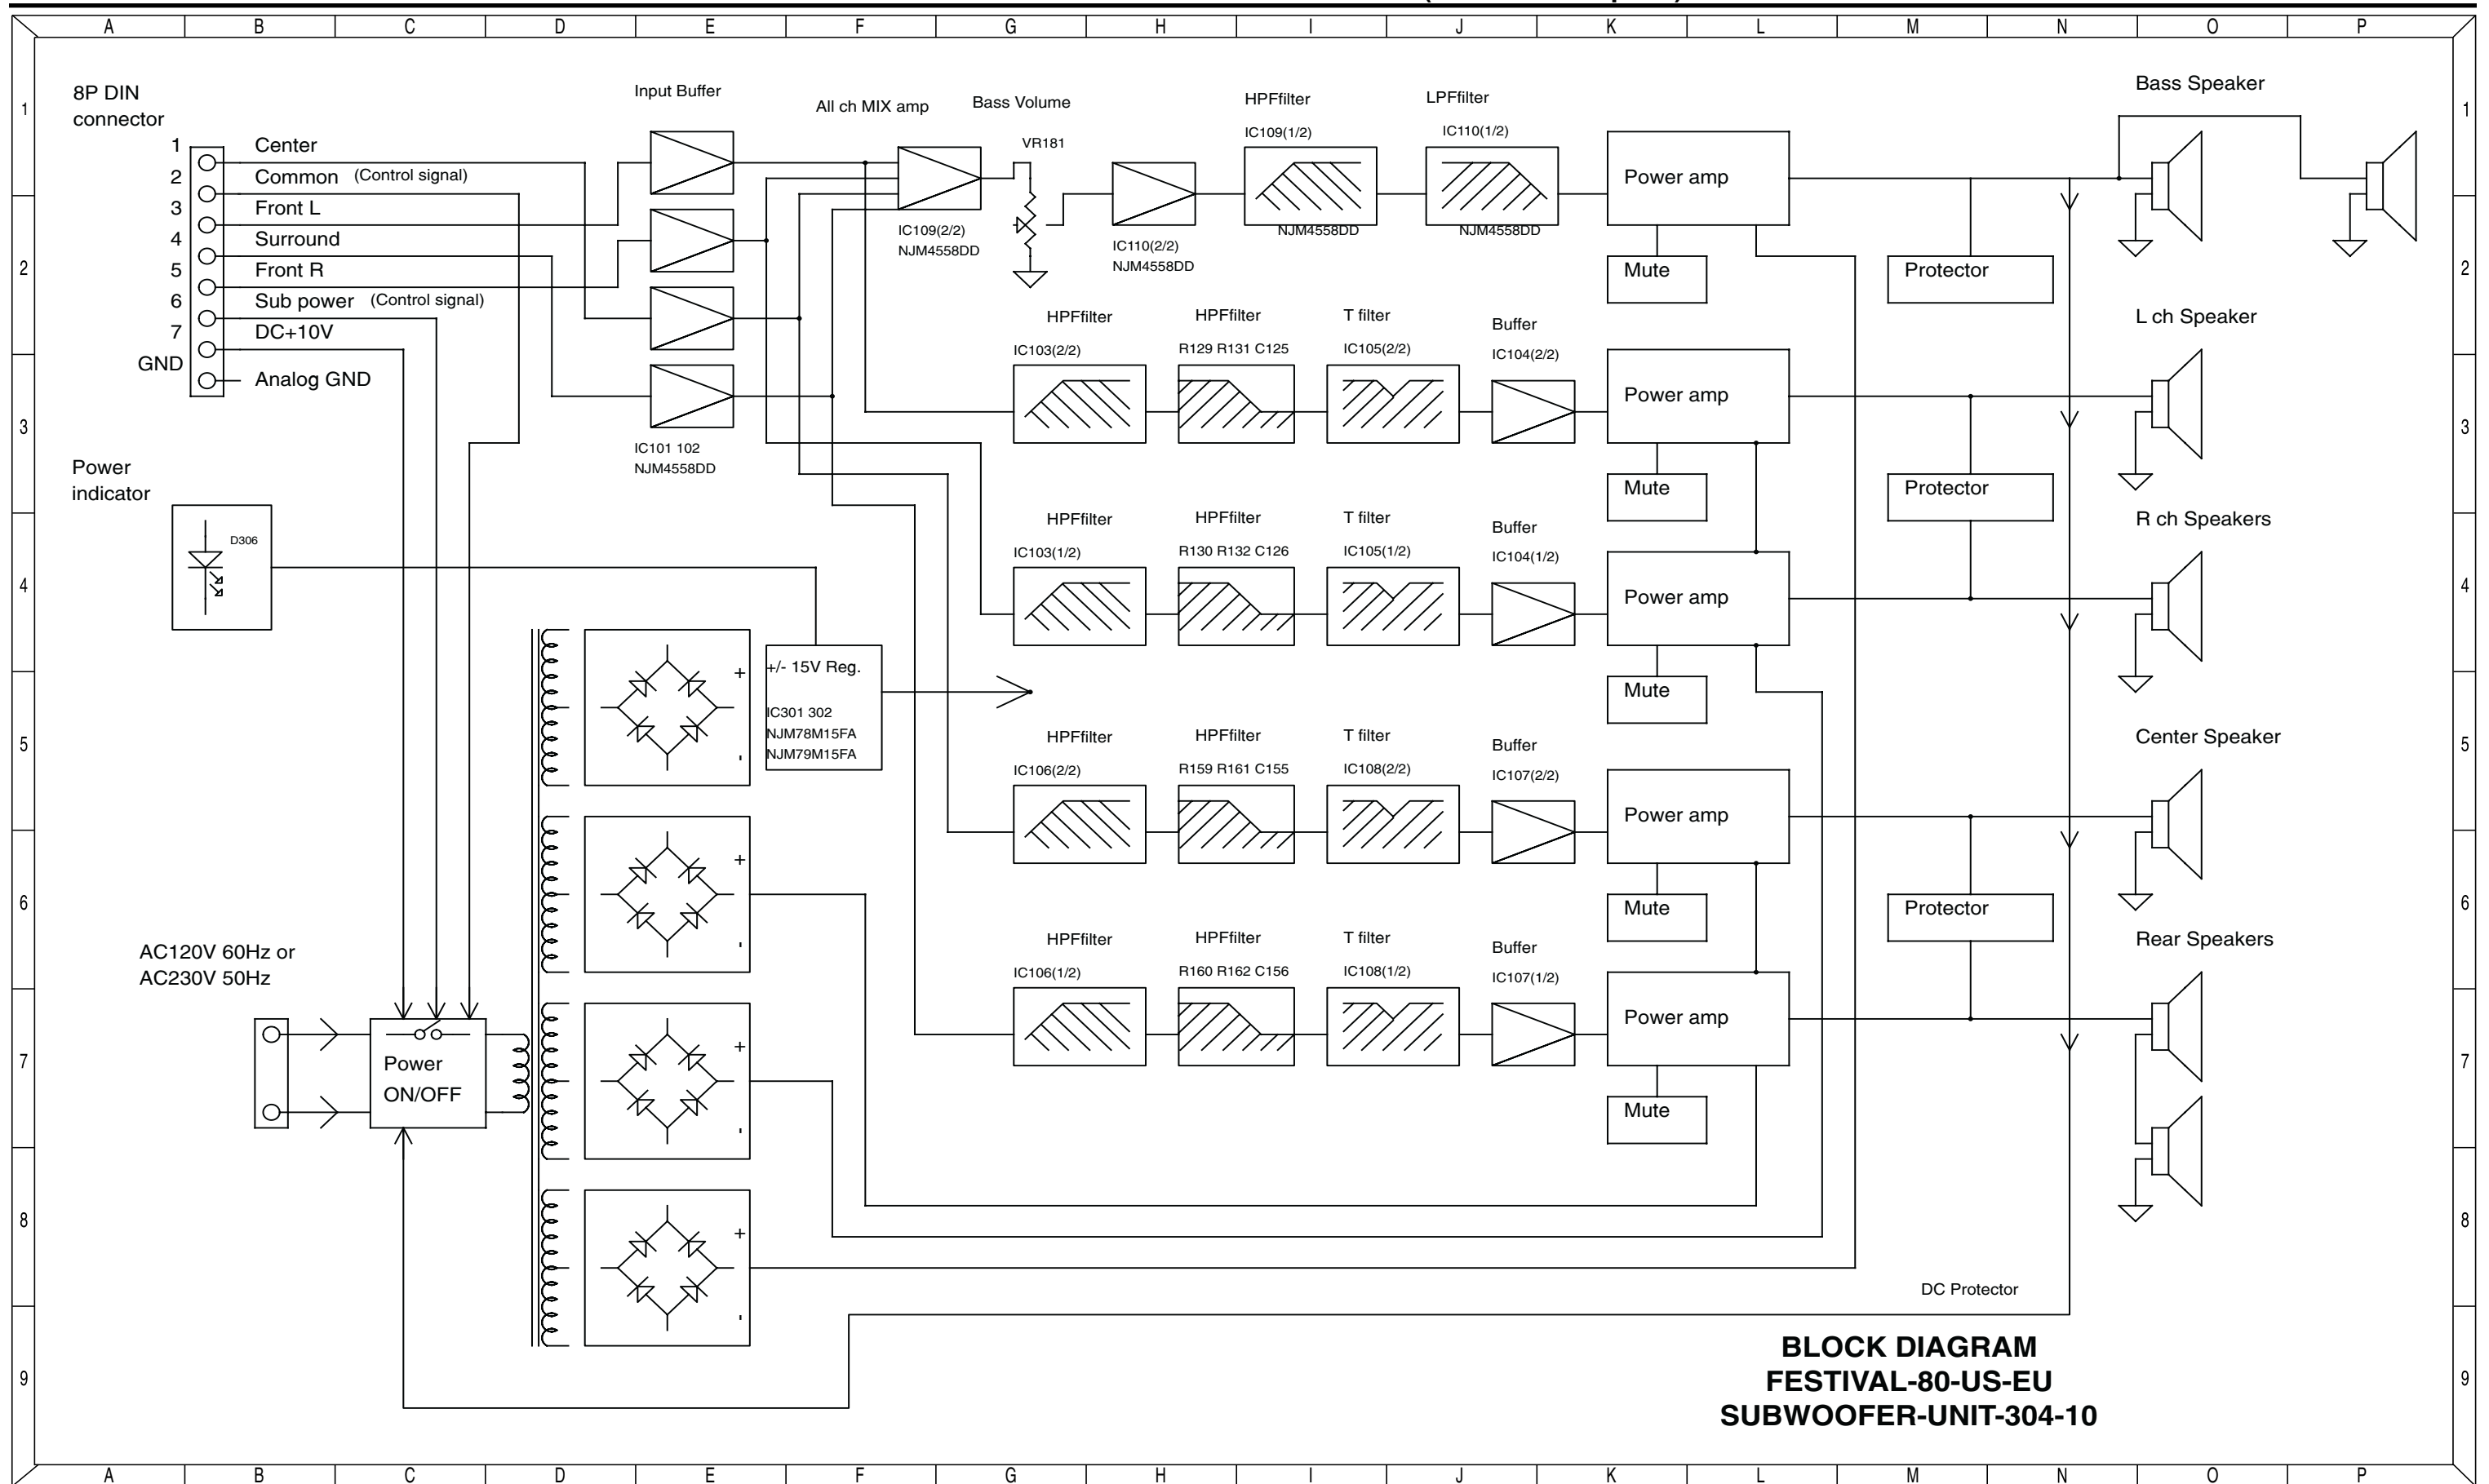 A B C D E F G H I J K L M N O P
1
8P DIN
connector
Input Buffer
All ch MIX amp
Bass Volume
HPFfilter
LPFfilter
Bass Speaker
1
VR181
IC109(1/2)
IC110(1/2)
1 Center
2 Common (Control signal)
3 Front L
4 Surround
5 Front R
6 Sub power (Control signal)
7 DC+10V
GND Analog GND
IC109(2/2)
NJM4558DD
IC110(2/2)
NJM4558DD
NJM4558DD
NJM4558DD
Power amp
Mute
Protector
2
2
HPFfilter
HPFfilter
T filter
Buffer
L ch Speaker
IC103(2/2)
R129 R131 C125
IC105(2/2)
IC104(2/2)
Power amp
3
3
IC101 102
NJM4558DD
Mute
Protector
Power
indicator
D306
HPFfilter
HPFfilter
T filter
Buffer
R ch Speakers
IC103(1/2)
R130 R132 C126
IC105(1/2)
IC104(1/2)
4
4
Power amp
Mute
+
-
+/- 15V Reg.
IC301 302
NJM78M15FA
NJM79M15FA
5
5
HPFfilter
HPFfilter
T filter
Buffer
Center Speaker
IC106(2/2)
R159 R161 C155
IC108(2/2)
IC107(2/2)
Power amp
+
-
6
6
Mute
Protector
AC120V 60Hz or
AC230V 50Hz
HPFfilter
HPFfilter
T filter
Buffer
Rear Speakers
IC106(1/2)
R160 R162 C156
IC108(1/2)
IC107(1/2)
Power amp
Power
ON/OFF
+
-
7
7
Mute
+
-
8
8
DC Protector
9
9
BLOCK DIAGRAM
FESTIVAL-80-US-EU
SUBWOOFER-UNIT-304-10
A B C D E F G H I J K L M N O P